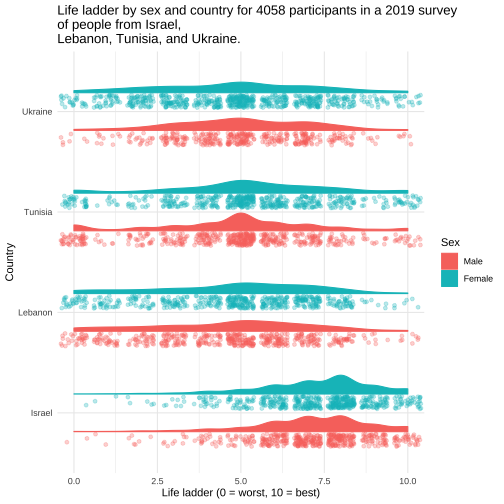 Life ladder by sex and country for 4058 participants in a 2019 survey
of people from Israel,
Lebanon, Tunisia, and Ukraine.
Ukraine
Tunisia
Lebanon
Israel
Country
0.0 2.5 5.0 7.5 10.0
Life ladder (0 = worst, 10 = best)
Sex
Male
Female